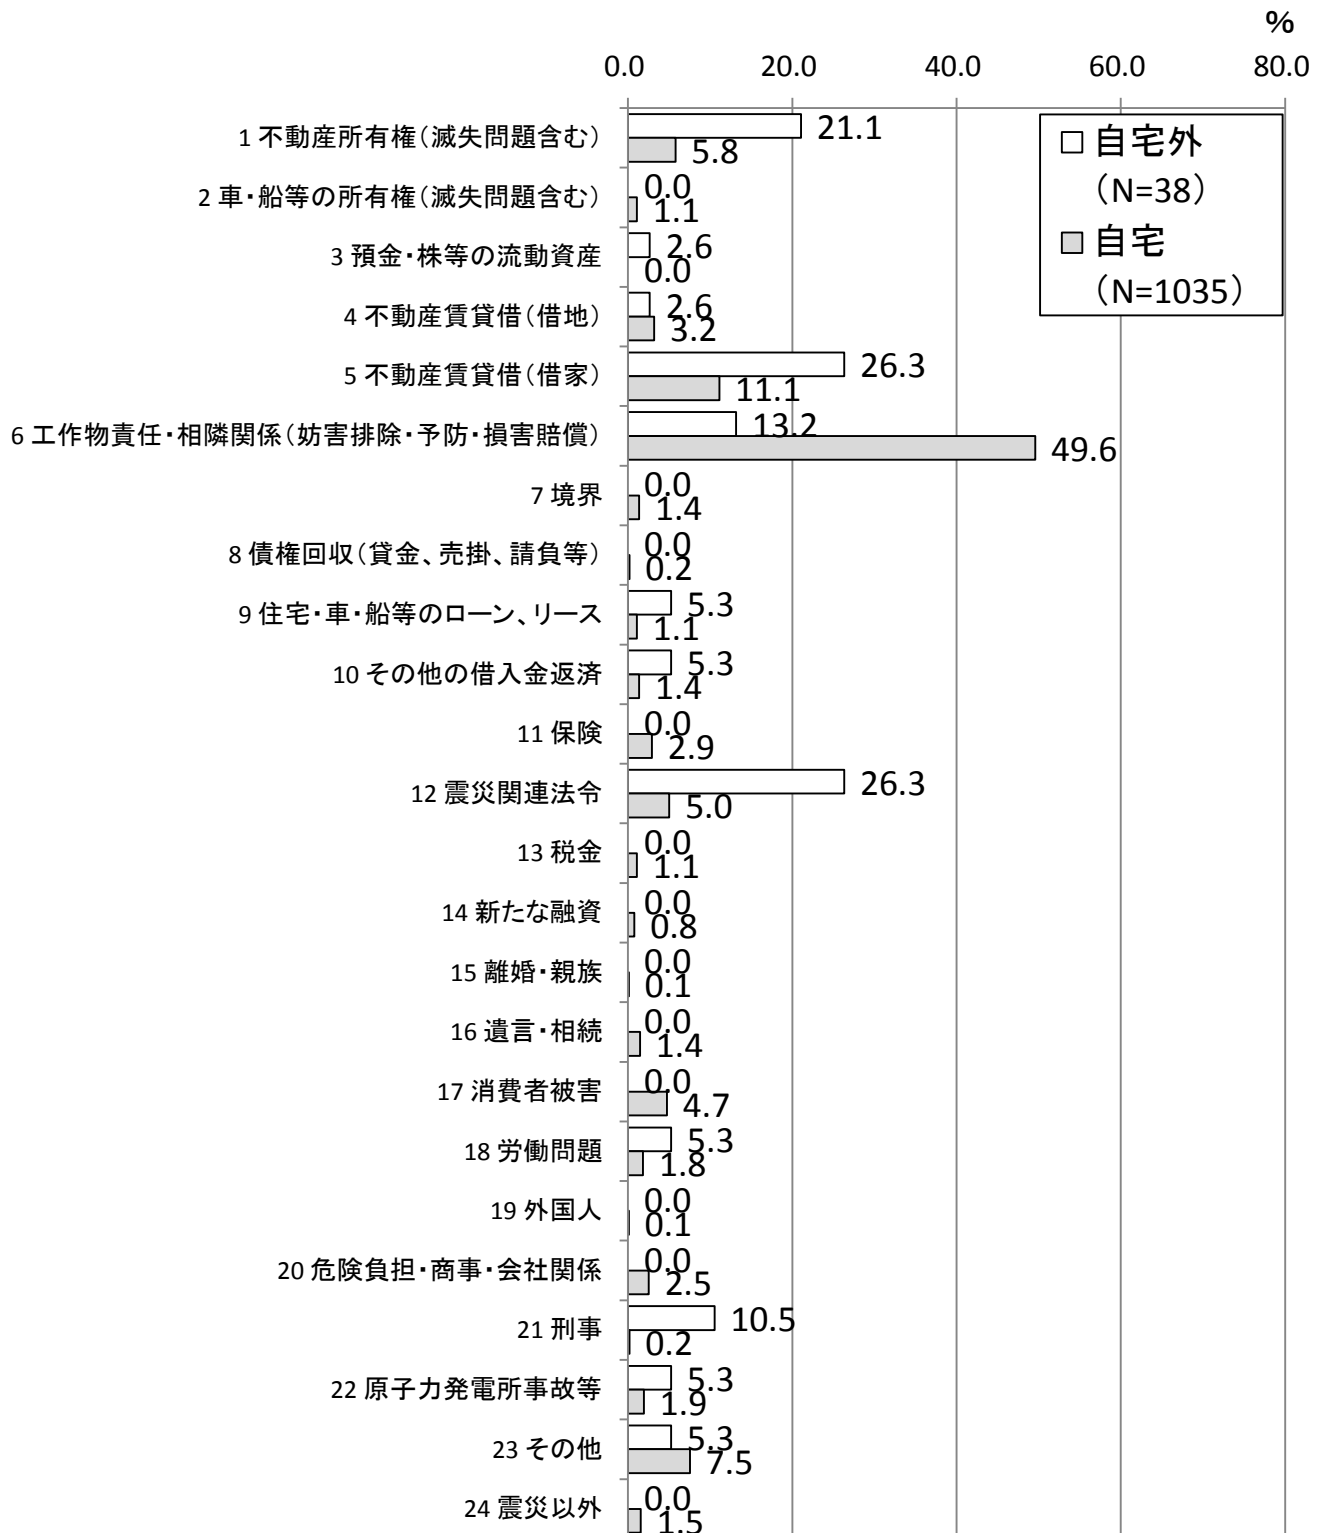 %
0.0 20.0 40.0 60.0 80.0
自宅外
（N=38）
自宅
（N=1035）
1 不動産所有権（滅失問題含む） 21.1
5.8
2 車・船等の所有権（滅失問題含む） 0.0
1.1
3 預金・株等の流動資産 2.6
0.0
4 不動産賃貸借（借地） 2.6
3.2
5 不動産賃貸借（借家） 26.3
11.1
6 工作物責任・相隣関係（妨害排除・予防・損害賠償） 13.2
49.6
7 境界 0.0
1.4
8 債権回収（貸金、売掛、請負等） 0.0
0.2
9 住宅・車・船等のローン、リース 5.3
1.1
10 その他の借入金返済 5.3
1.4
11 保険 0.0
2.9
12 震災関連法令 26.3
5.0
13 税金 0.0
1.1
14 新たな融資 0.0
0.8
15 離婚・親族 0.0
0.1
16 遺言・相続 0.0
1.4
17 消費者被害 0.0
4.7
18 労働問題 5.3
1.8
19 外国人 0.0
0.1
20 危険負担・商事・会社関係 0.0
2.5
21 刑事 10.5
0.2
22 原子力発電所事故等 5.3
1.9
23 その他 5.3
7.5
24 震災以外 0.0
1.5